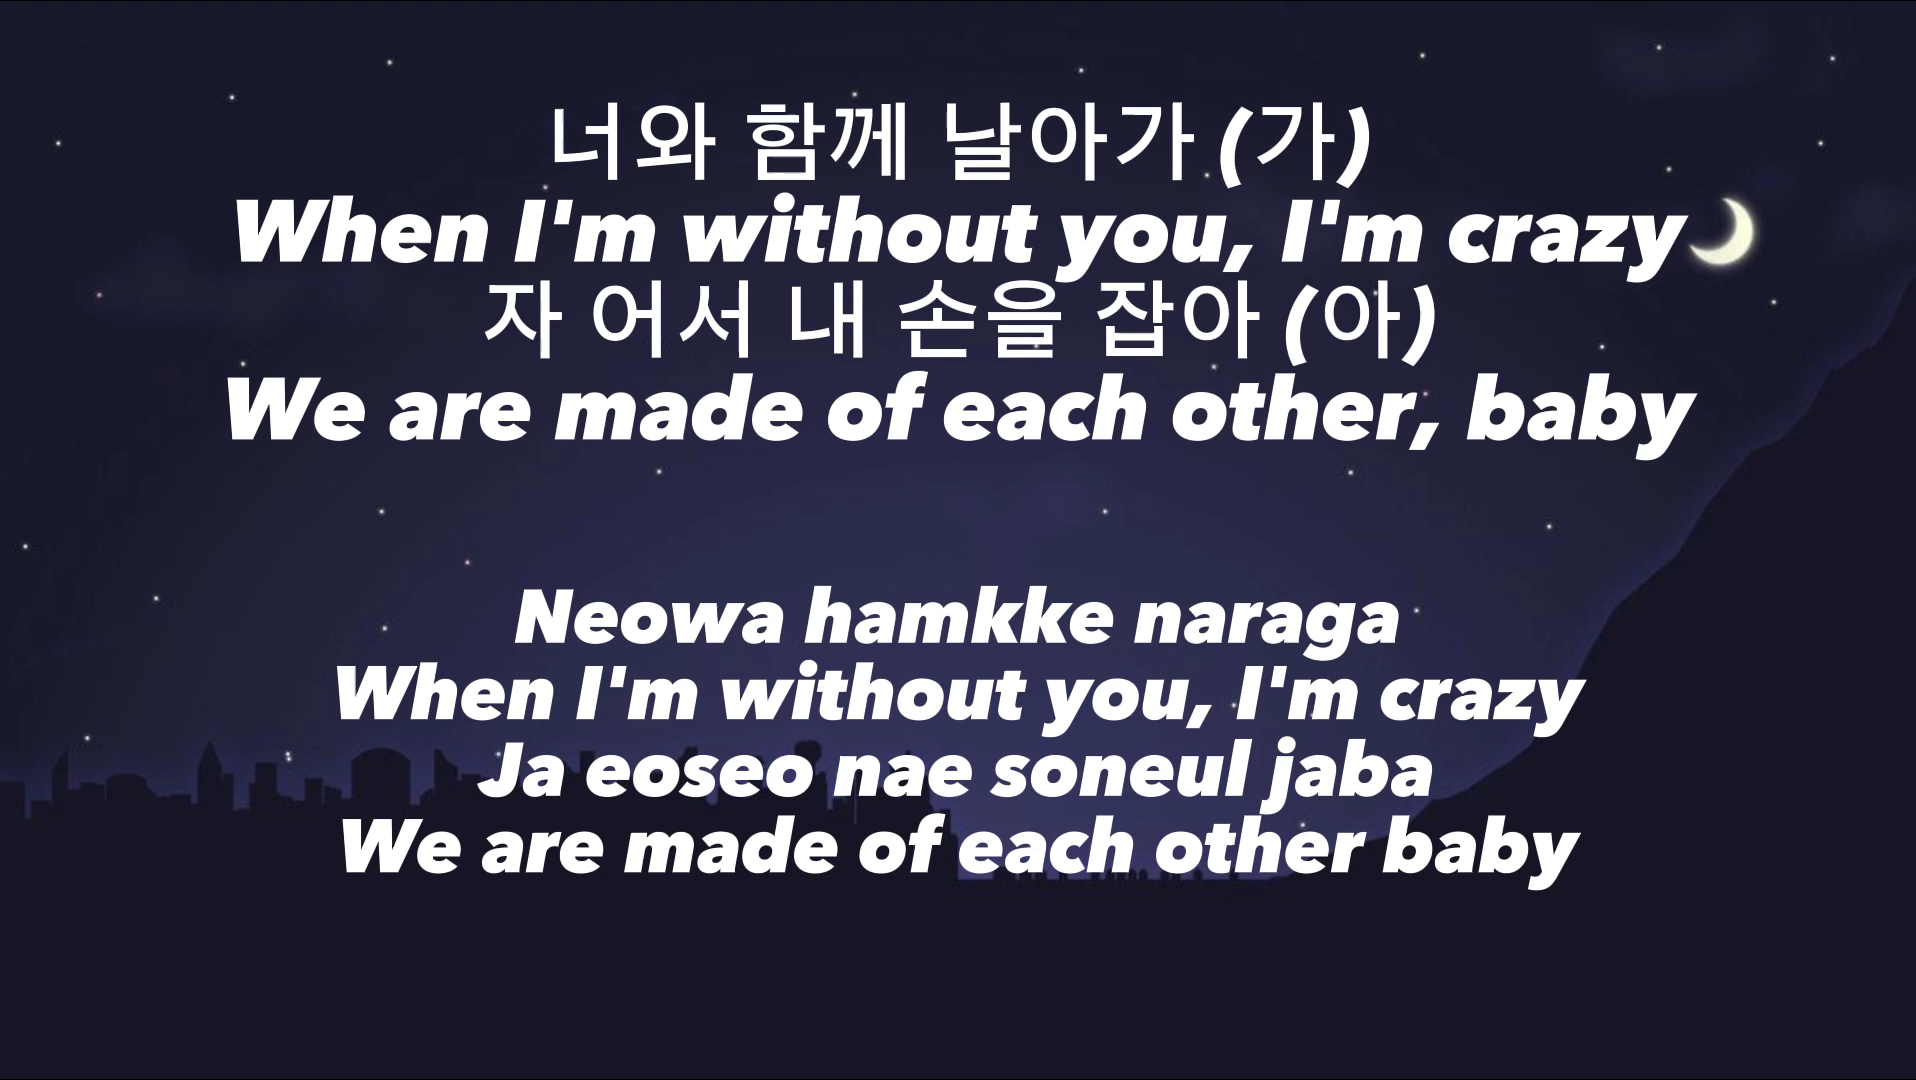 너와 함께 날아가 (가)
When I'm without you, I'm crazy
자 어서 내 손을 잡아 (아)
We are made of each other, baby
Neowa hamkke naraga
When I'm without you, I'm crazy
Ja eoseo nae soneul jaba
We are made of each other baby